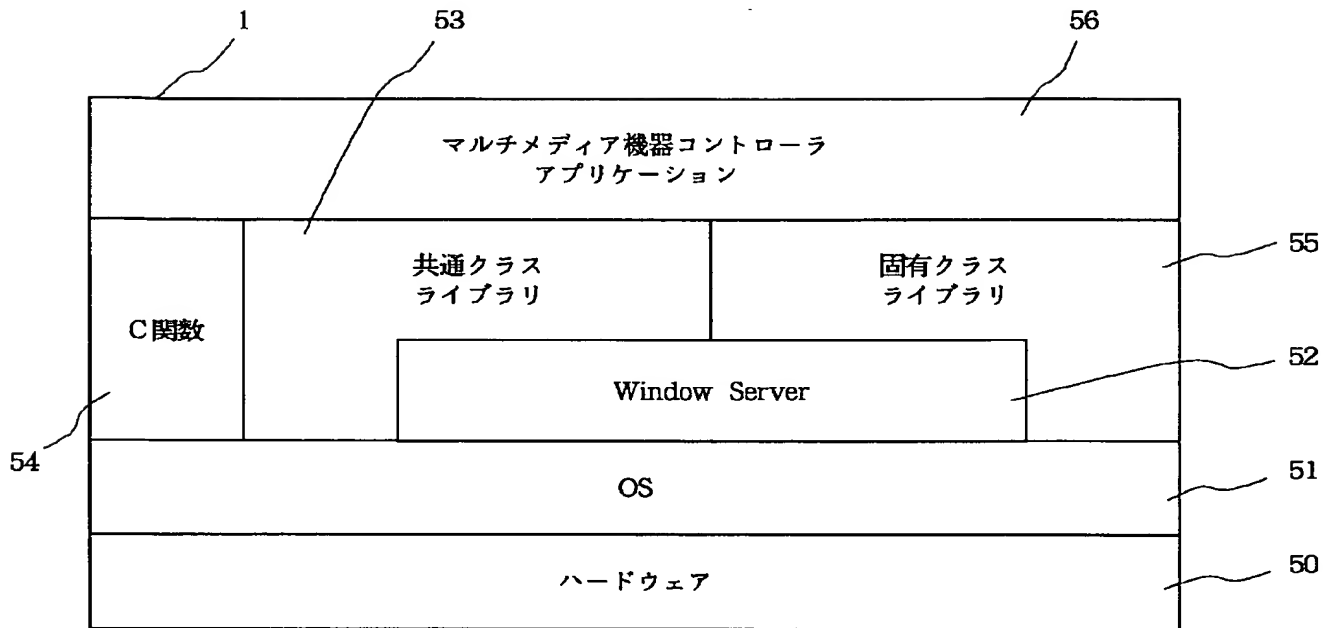 1
53
56
マルチメディア機器コントローラ
アプリケーション
共通クラス
ライブラリ
固有クラス
ライブラリ
55
C関数
Window Server
52
54
OS
51
ハードウェア
50